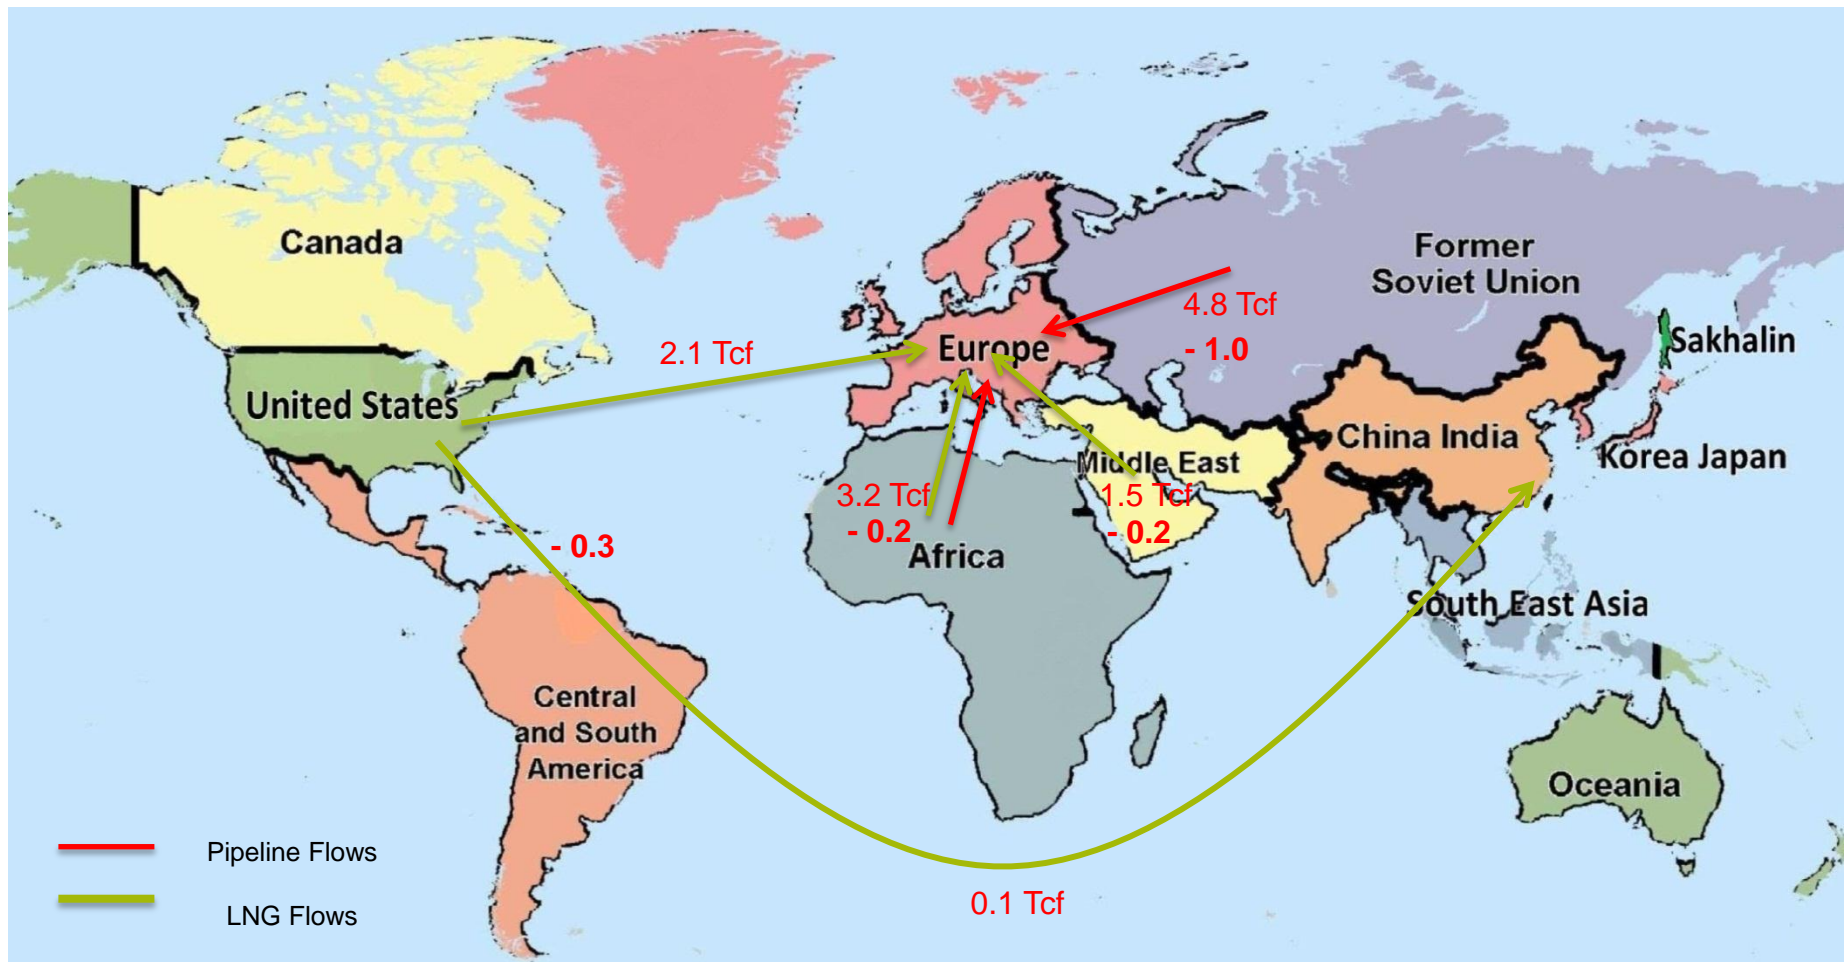 Canada
Former
Soviet Union
4.8 Tcf
- 1.0
Sakhalin
2.1 Tcf
Europe
United States
China India
Korea Japan
Middle East
3.2 Tcf
- 0.2
1.5 Tcf
- 0.2
- 0.3
Africa
South East Asia
Central
and South
America
Oceania
Pipeline Flows
LNG Flows
0.1 Tcf